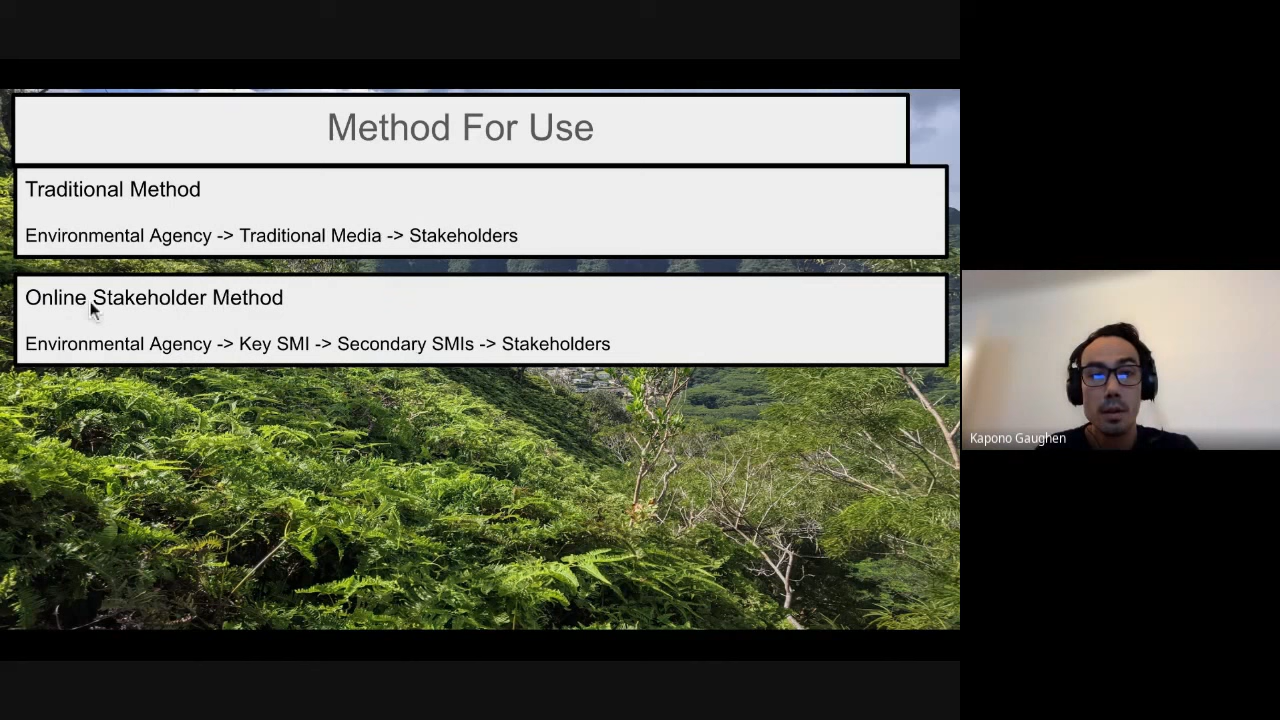 Method For Use
Traditional Method
Environmental Agency -> Traditional Media -> Stakeholders
Online Stakeholder Method
Environmental Agency -> Key SMI -> Secondary SMIs -> Stakeholders
Kapono Gaughen